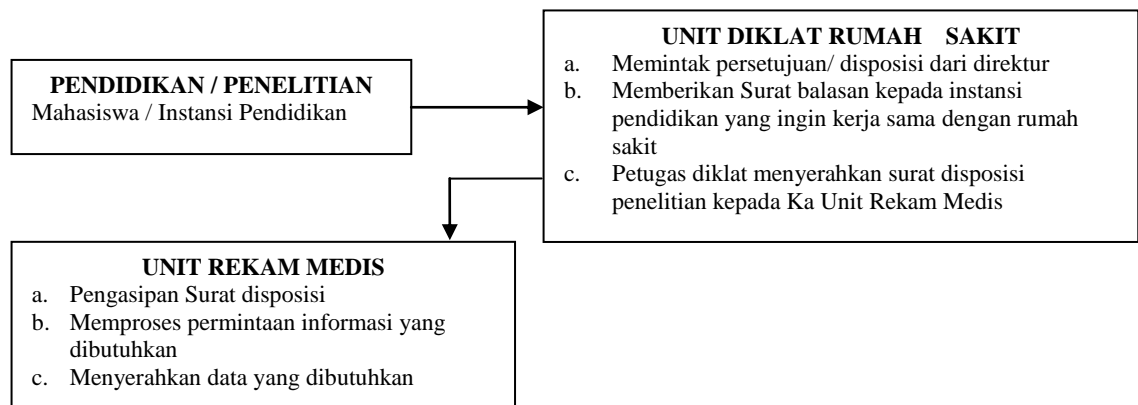 PENDIDIKAN / PENELITIAN
Mahasiswa / Instansi Pendidikan
UNIT DIKLAT RUMAH SAKIT
a. Memintak persetujuan/ disposisi dari direktur
b. Memberikan Surat balasan kepada instansi
pendidikan yang ingin kerja sama dengan rumah
sakit
c. Petugas diklat menyerahkan surat disposisi
penelitian kepada Ka Unit Rekam Medis
UNIT REKAM MEDIS
a. Pengasipan Surat disposisi
b. Memproses permintaan informasi yang
dibutuhkan
c. Menyerahkan data yang dibutuhkan